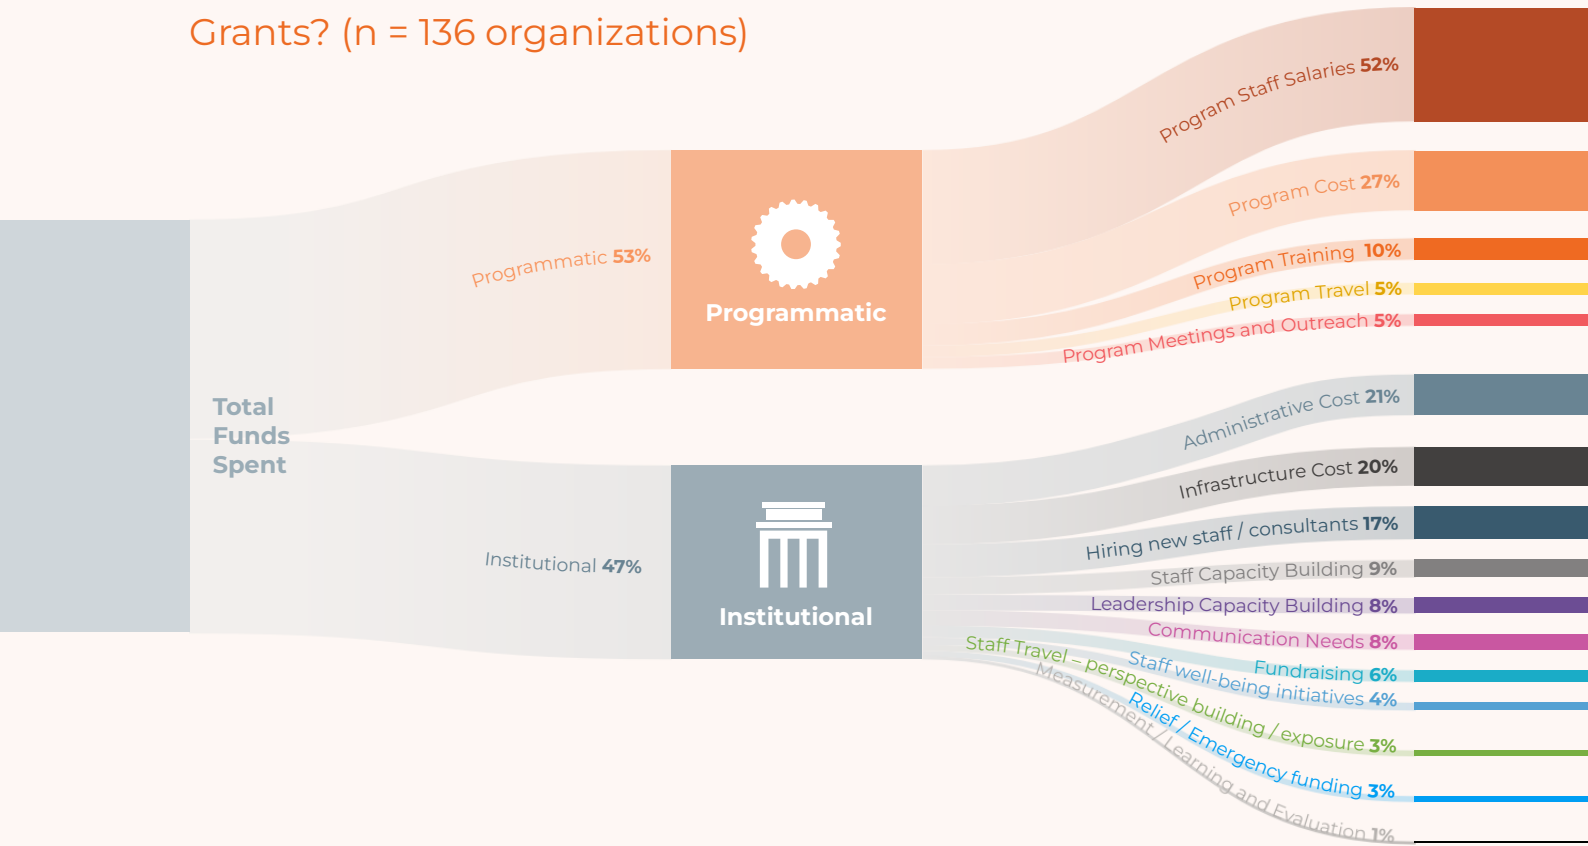 Grants? (n = 136 organizations)
Total
Funds
Spent
Programmatic 53%
Institutional 47%
Programmatic
Institutional
Program Staff Salaries 52%
Program Cost 27%
Program Training 10%
Program Travel 5%
Program Meetings and Outreach 5%
Administrative Cost 21%
Infrastructure Cost 20%
Hiring new staff / consultants 17%
Staff Capacity Building 9%
Leadership Capacity Building 8%
Communication Needs 8%
Fundraising 6%
Staff well-being initiatives 4%
Staff Travel – perspective building / exposure 3%
Relief / Emergency funding 3%
Measurement / Learning and Evaluation 1%